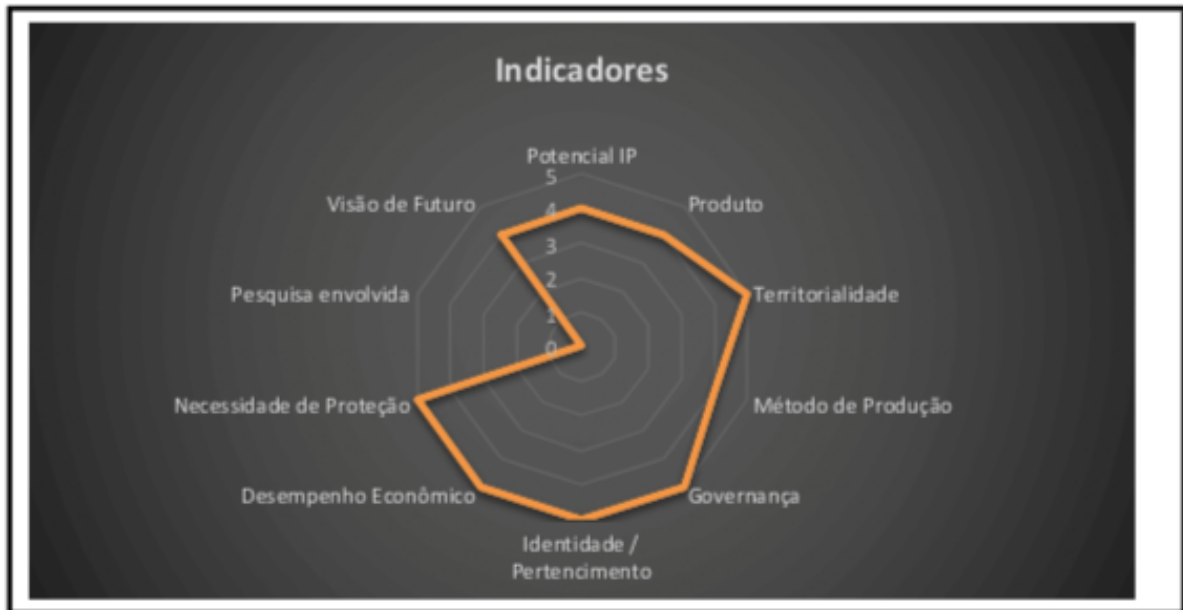 Indicadores
Potencial IP
5
Visão de Futuro
Produto
4
3
2
Pesquisa envolvida
Territorialidade
1
0
Necessidade de Proteção
Método de Produção
Desempenho Econômico
Governança
Identidade /
Pertencimento